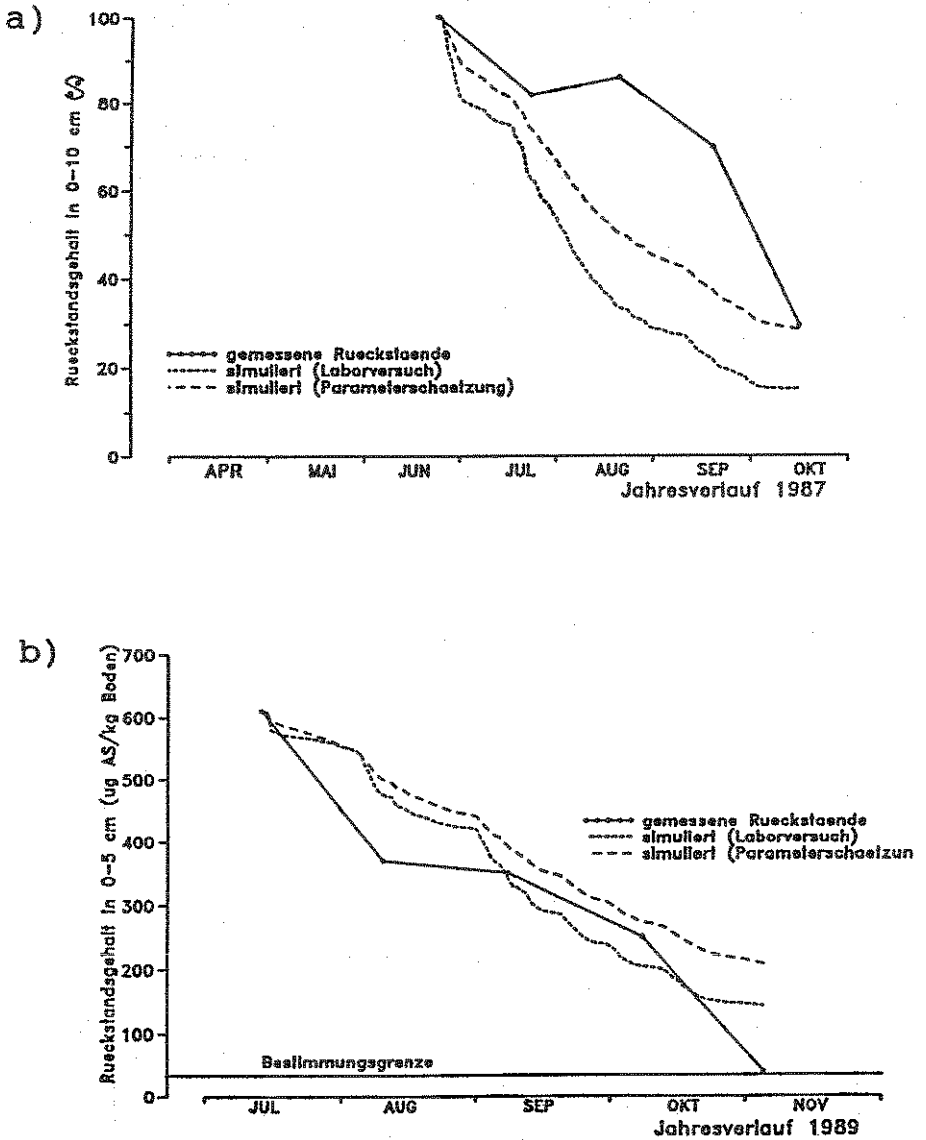 a)
Rueckstandsgehalt in 0-10 cm (%)
100
80
60
40
20
0
gemessene Rueckstaende
simuliert (Laborversuch)
simuliert (Parameterschaetzung)
APR MAI JUN JUL AUG SEP OKT
Jahresverlauf 1987
b)
Rueckstandsgehalt in 0-5 cm (ug AS/kg Boden)
700
600
500
400
300
200
100
0
gemessene Rueckstaende
simuliert (Laborversuch)
simuliert (Parameterschaetzun
Bestimmungsgrenze
JUL AUG SEP OKT NOV
Jahresverlauf 1989